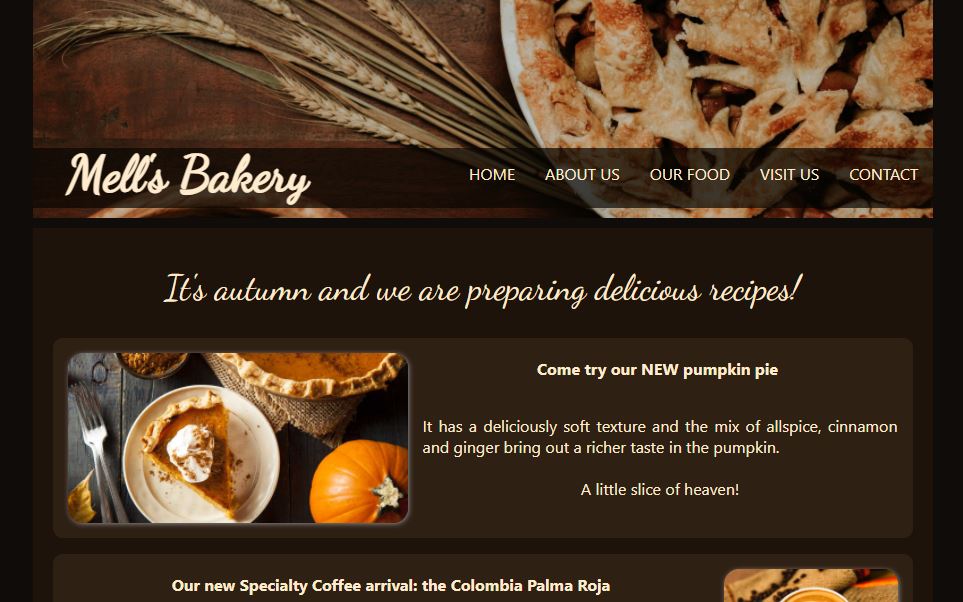 Mell's Bakery
HOME ABOUT US OUR FOOD VISIT US CONTACT
It's autumn and we are preparing delicious recipes!
Come try our NEW pumpkin pie
It has a deliciously soft texture and the mix of allspice, cinnamon
and ginger bring out a richer taste in the pumpkin.
A little slice of heaven!
Our new Specialty Coffee arrival: the Colombia Palma Roja